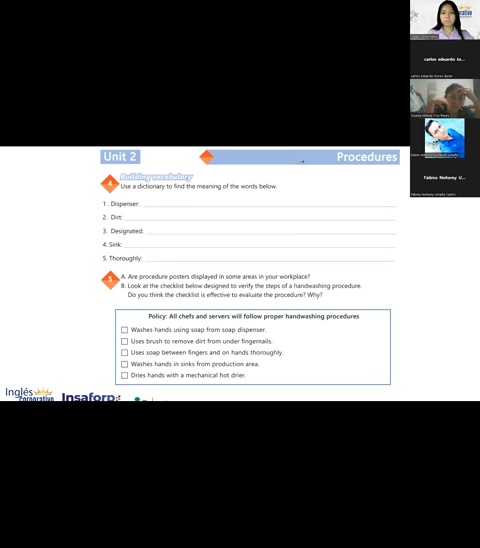 Unit 2
Procedures
4
Building vocabulary
Use a dictionary to find the meaning of the words below.
1. Dispenser:
2. Dirt:
3. Designated:
4. Sink:
5. Thoroughly:
5
A. Are procedure posters displayed in some areas in your workplace?
B. Look at the checklist below designed to verify the steps of a handwashing procedure.
Do you think the checklist is effective to evaluate the procedure? Why?
Policy: All chefs and servers will follow proper handwashing procedures
Washes hands using soap from soap dispenser.
Uses brush to remove dirt from under fingernails.
Uses soap between fingers and on hands thoroughly.
Washes hands in sinks from production area.
Dries hands with a mechanical hot drier.
Inglés
corporativo
Insaforp
carlos eduardo to...
Fátima Nohemy U...